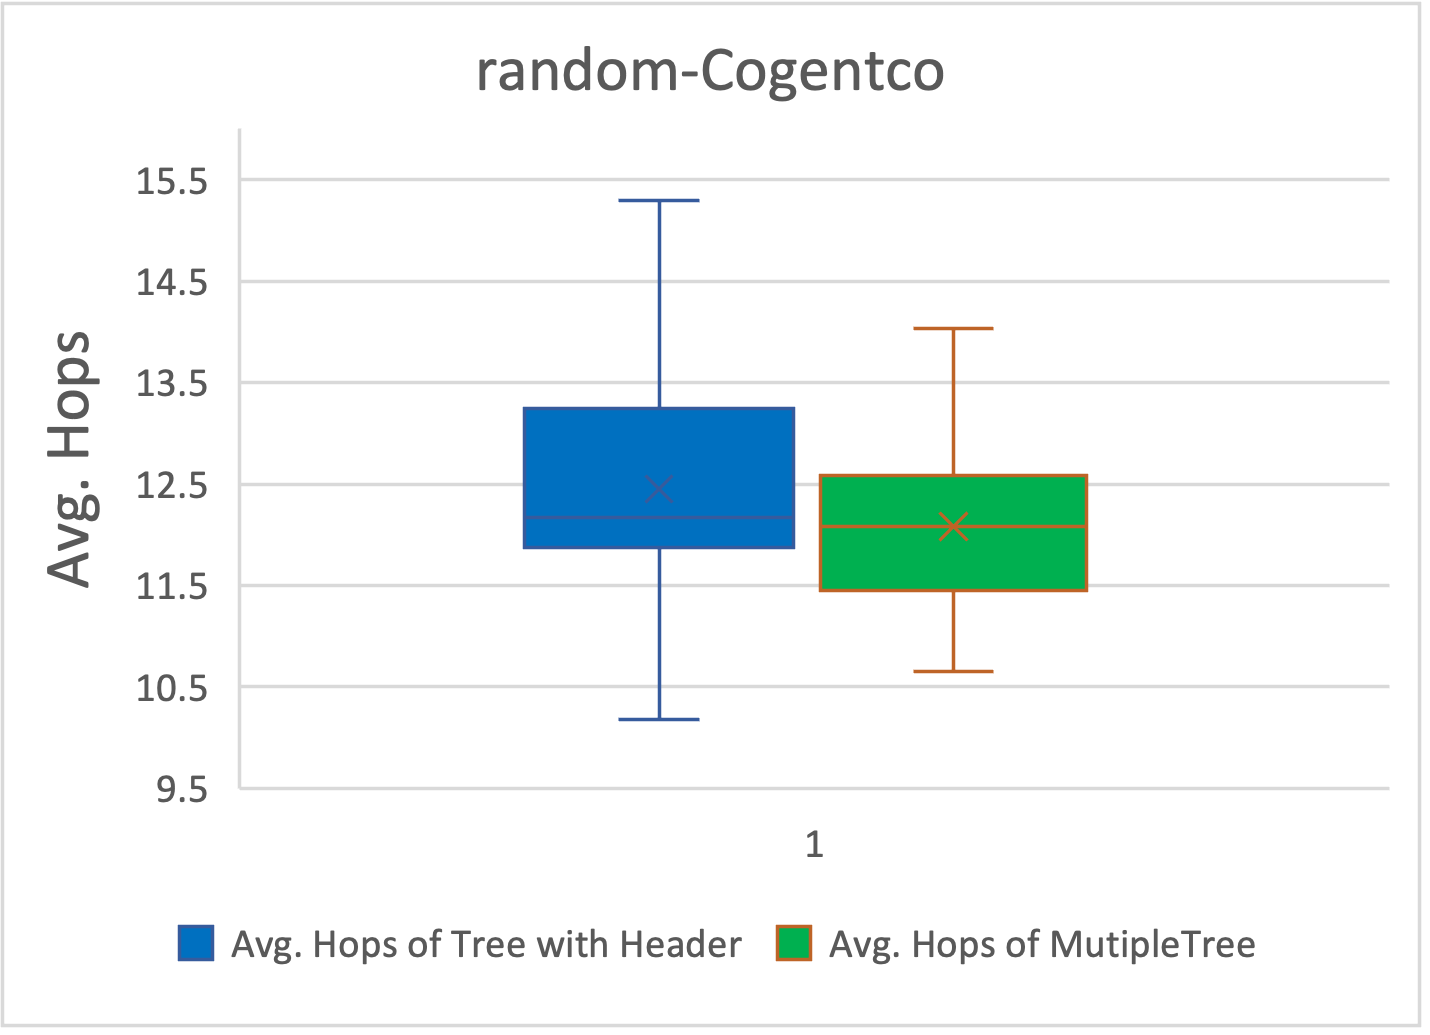 random-Cogentco
Avg. Hops
15.5
14.5
13.5
12.5
11.5
10.5
9.5
1
Avg. Hops of Tree with Header
Avg. Hops of MutipleTree